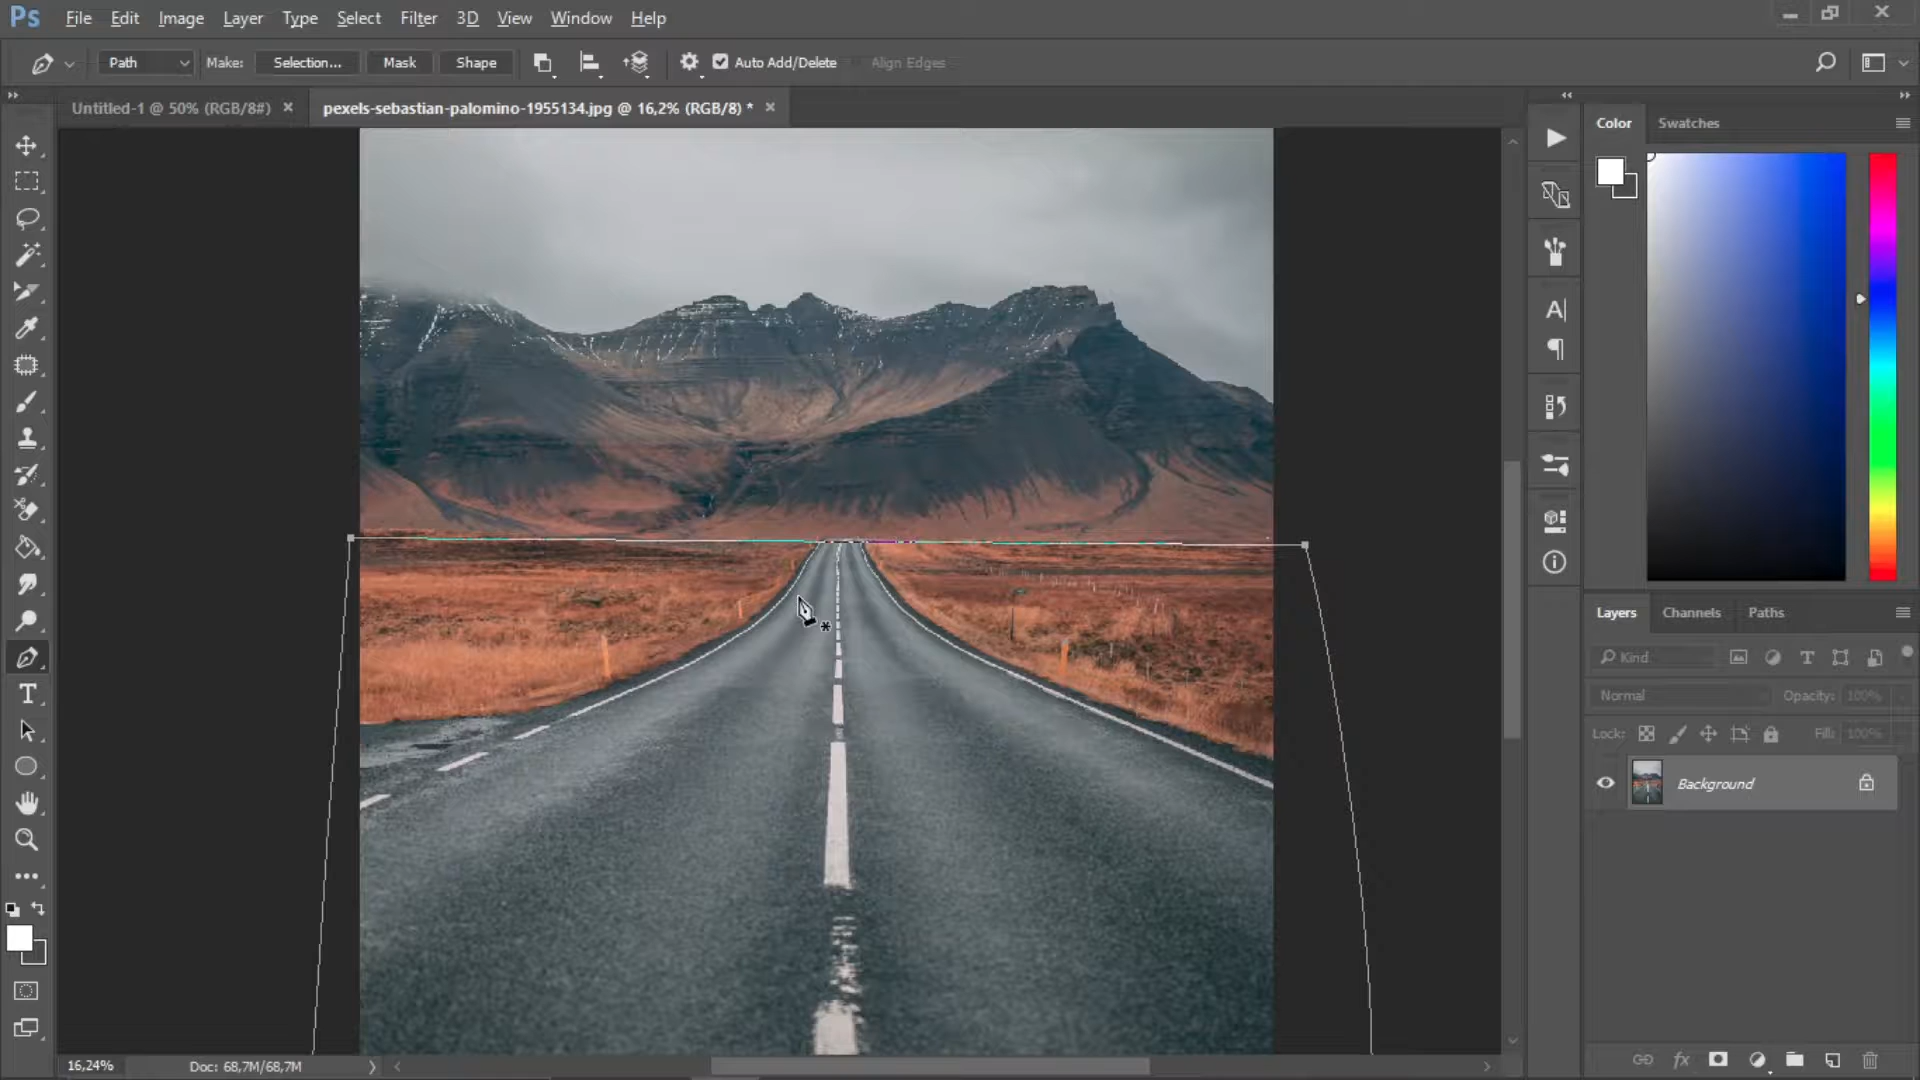 Ps File Edit Image Layer Type Select Filter 3D View Window Help
Path Make: Selection... Mask Shape Auto Add/Delete Align Edges
Untitled-1 @ 50% (RGB/8#) pexels-sebastian-palomino-1955134.jpg @ 16,2% (RGB/8) *
Color Swatches
Layers Channels Paths
Kind
Normal Opacity: 100%
Lock: Fill: 100%
Background
16,24% Doc: 68,7M/68,7M